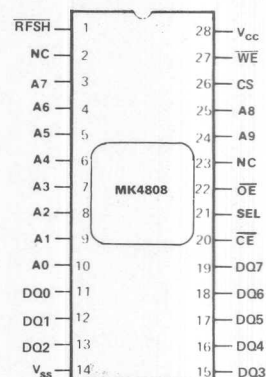 RFSH 1 28 Vcc
NC 2 27 WE
A7 3 26 CS
A6 4 25 A8
A5 5 24 A9
A4 6 23 NC
A3 7 MK4808 22 OE
A2 8 21 SEL
A1 9 20 CE
A0 10 19 DQ7
DQ0 11 18 DQ6
DQ1 12 17 DQ5
DQ2 13 16 DQ4
Vss 14 15 DQ3